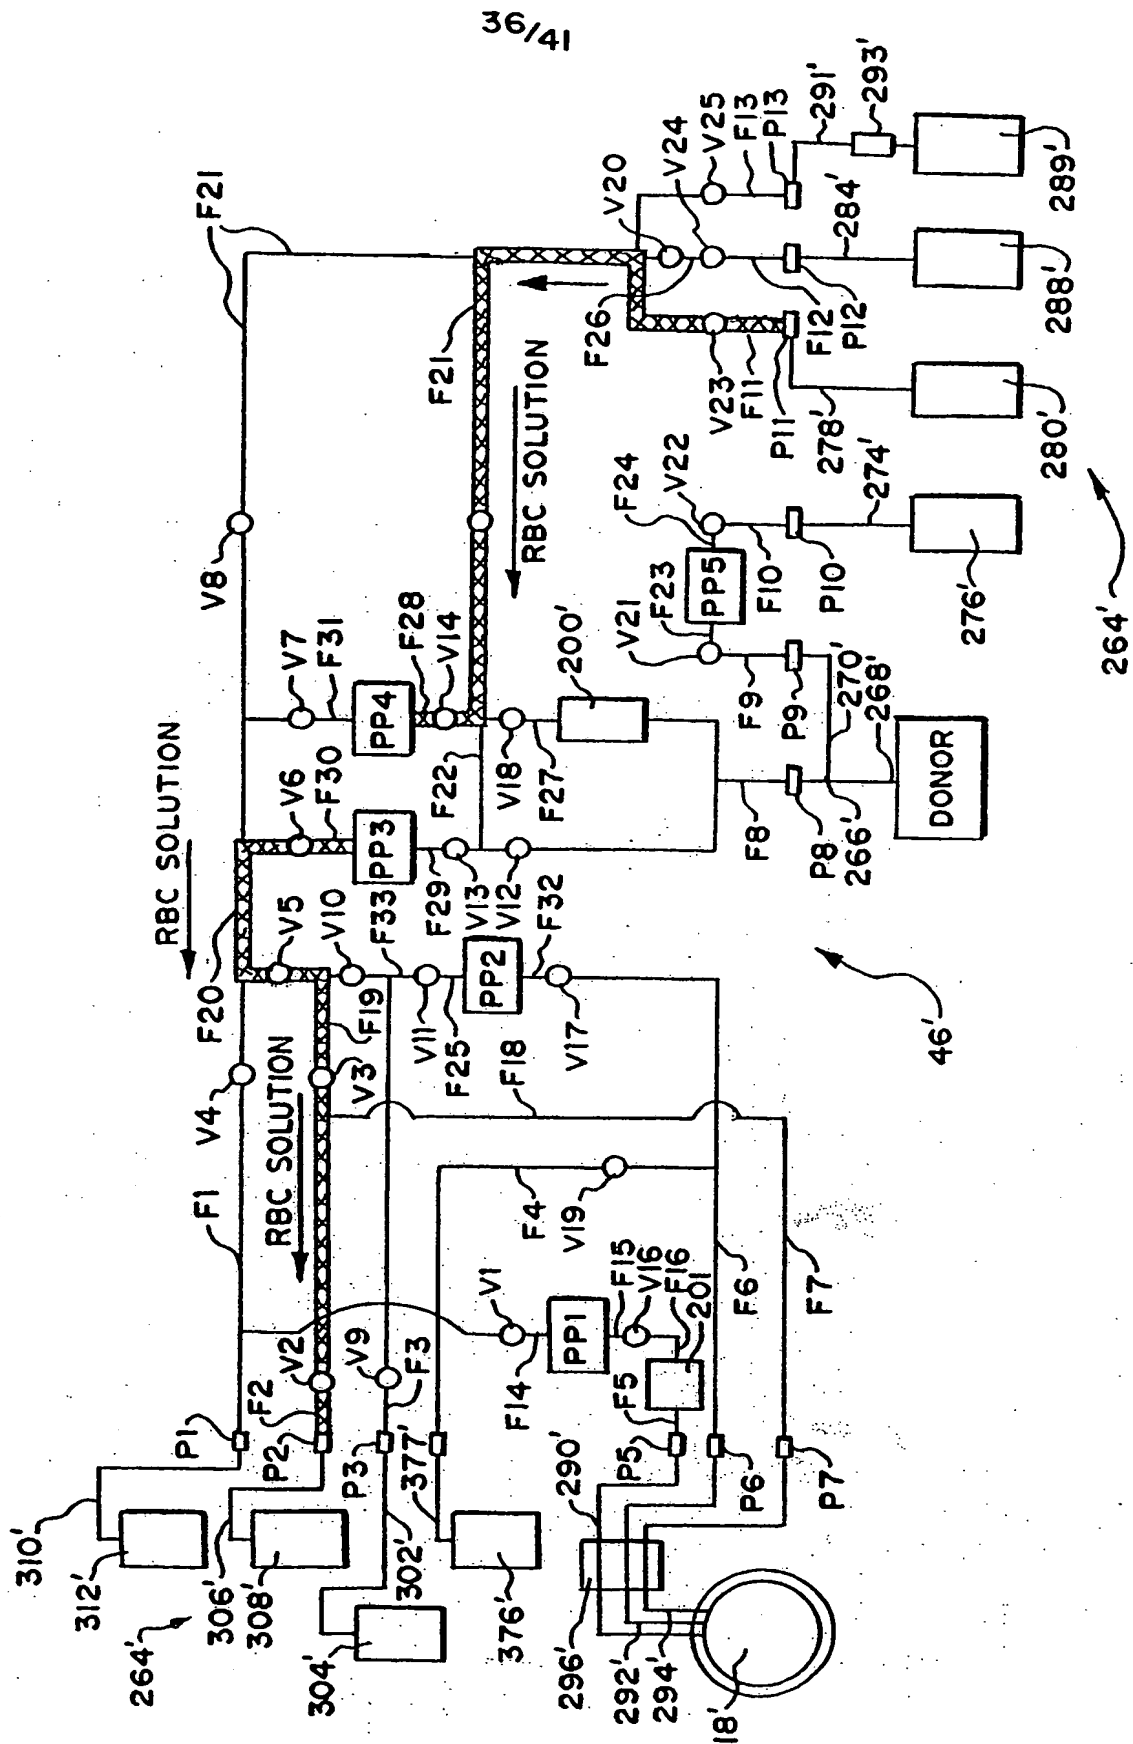 36/41
F21
V8
V7
F31
PP4
F28
V14
200'
V18
F27
F22
RBC SOLUTION
V6
F30
PP3
F29
V13
V12
F32
F20
V5
V10
F33
PP2
V11
F25
V17
F19
V3
F18
V4
RBC SOLUTION
F1
F4
V19
V1
F14
PP1
F15
V16
F16
201
F5
F6
F7
V2
F2
V9
F3
P1
P2
P3
377'
P5
P6
P7
290'
310'
312'
306'
308'
264'
302'
304'
376'
296'
292'
294'
18'
F21
RBC SOLUTION
F26
V20
V24
V25
F13
P13
291'
293'
289'
284'
288'
F12
P12
V23
F11
P11
278'
280'
V22
F24
PP5
F23
V21
F10
P10
274'
276'
F9
P9
270'
268'
F8
P8
266'
DONOR
46'
264'